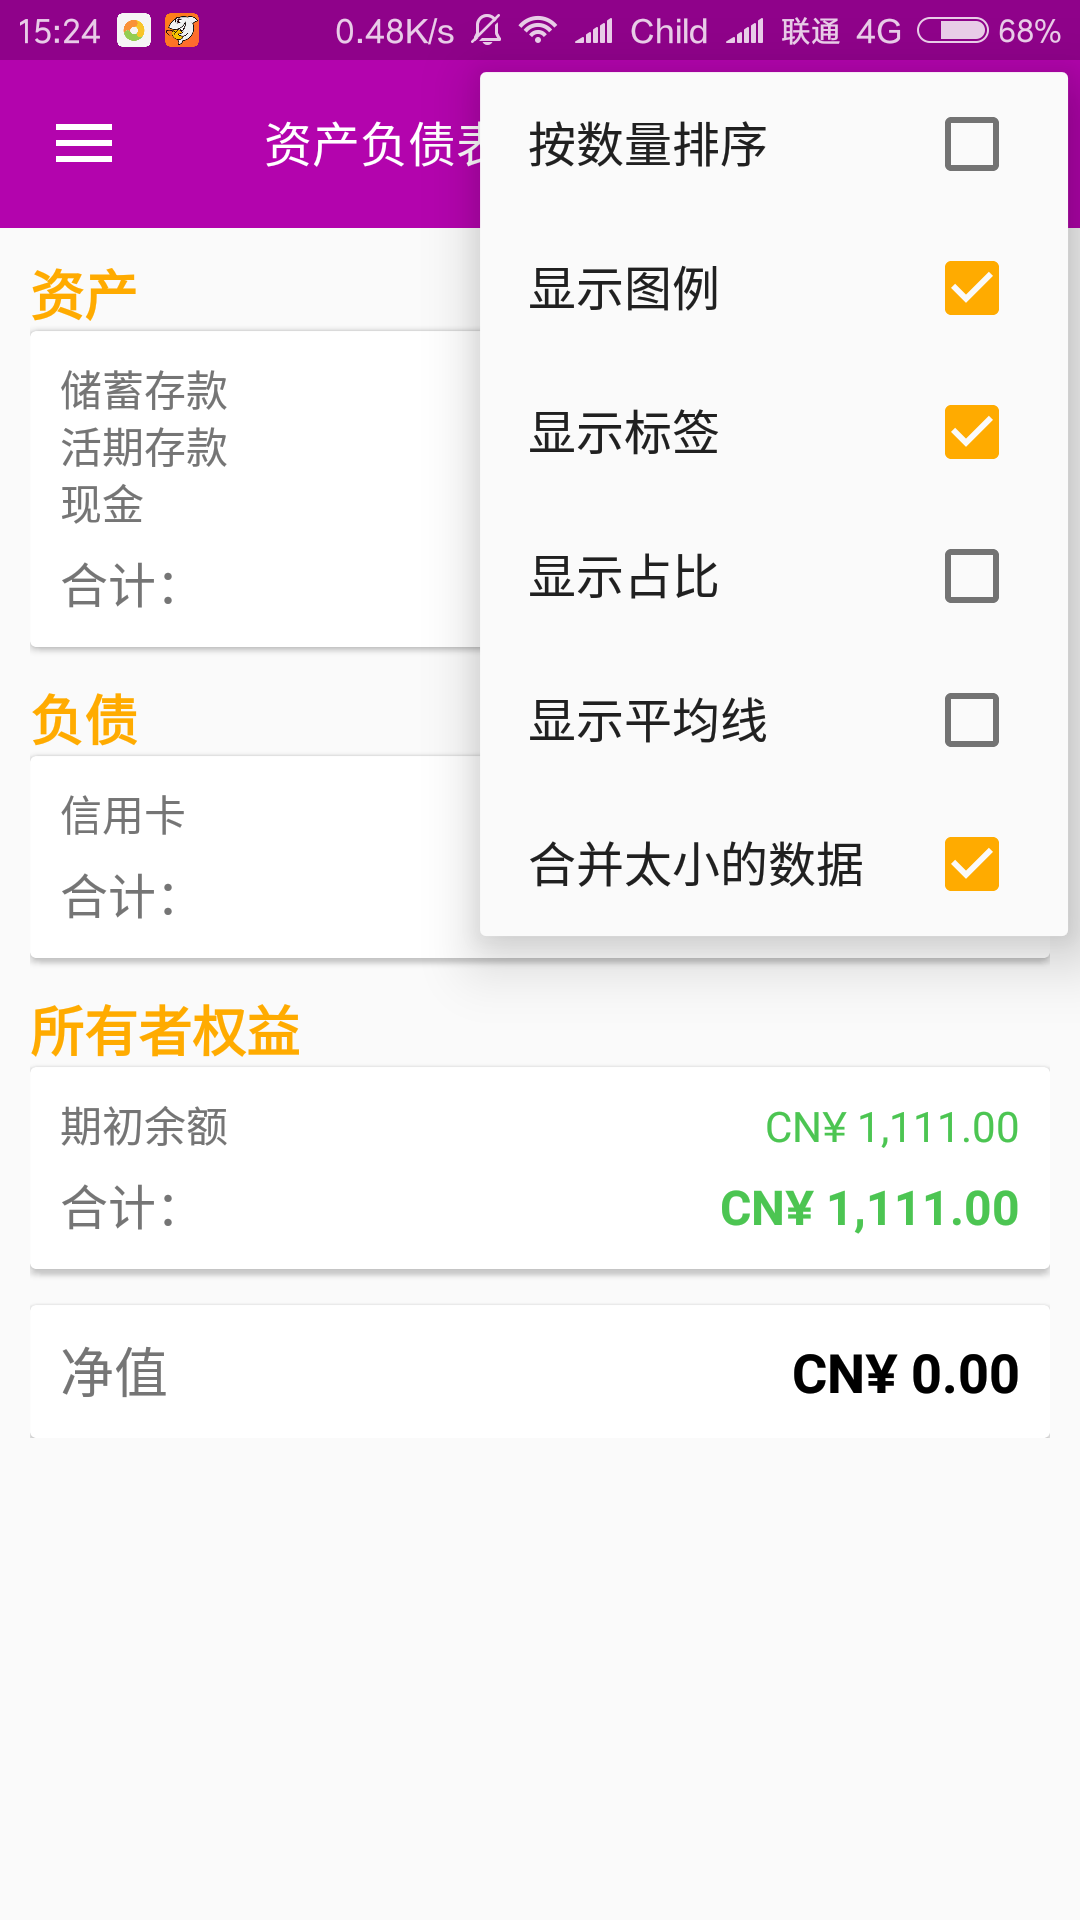 15:24 0.48K/s Child 联通 4G 68%
资产负债表
按数量排序
显示图例
显示标签
显示占比
显示平均线
合并太小的数据
资产
储蓄存款
活期存款
现金
合计：
负债
信用卡
合计：
所有者权益
期初余额 CN¥ 1,111.00
合计： CN¥ 1,111.00
净值 CN¥ 0.00